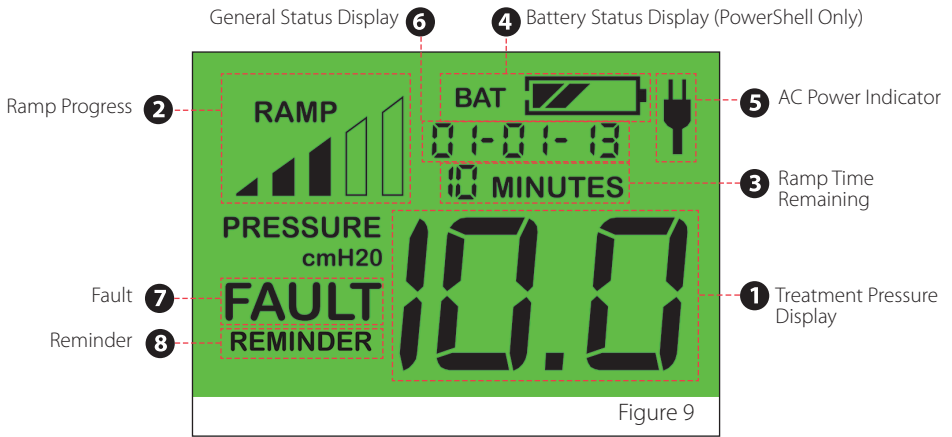 General Status Display 6
4 Battery Status Display (PowerShell Only)
Ramp Progress 2
RAMP
BAT
5 AC Power Indicator
01-01-13
10 MINUTES
3 Ramp Time
Remaining
PRESSURE
cmH20
10.0
1 Treatment Pressure
Display
Fault 7
FAULT
Reminder 8
REMINDER
Figure 9